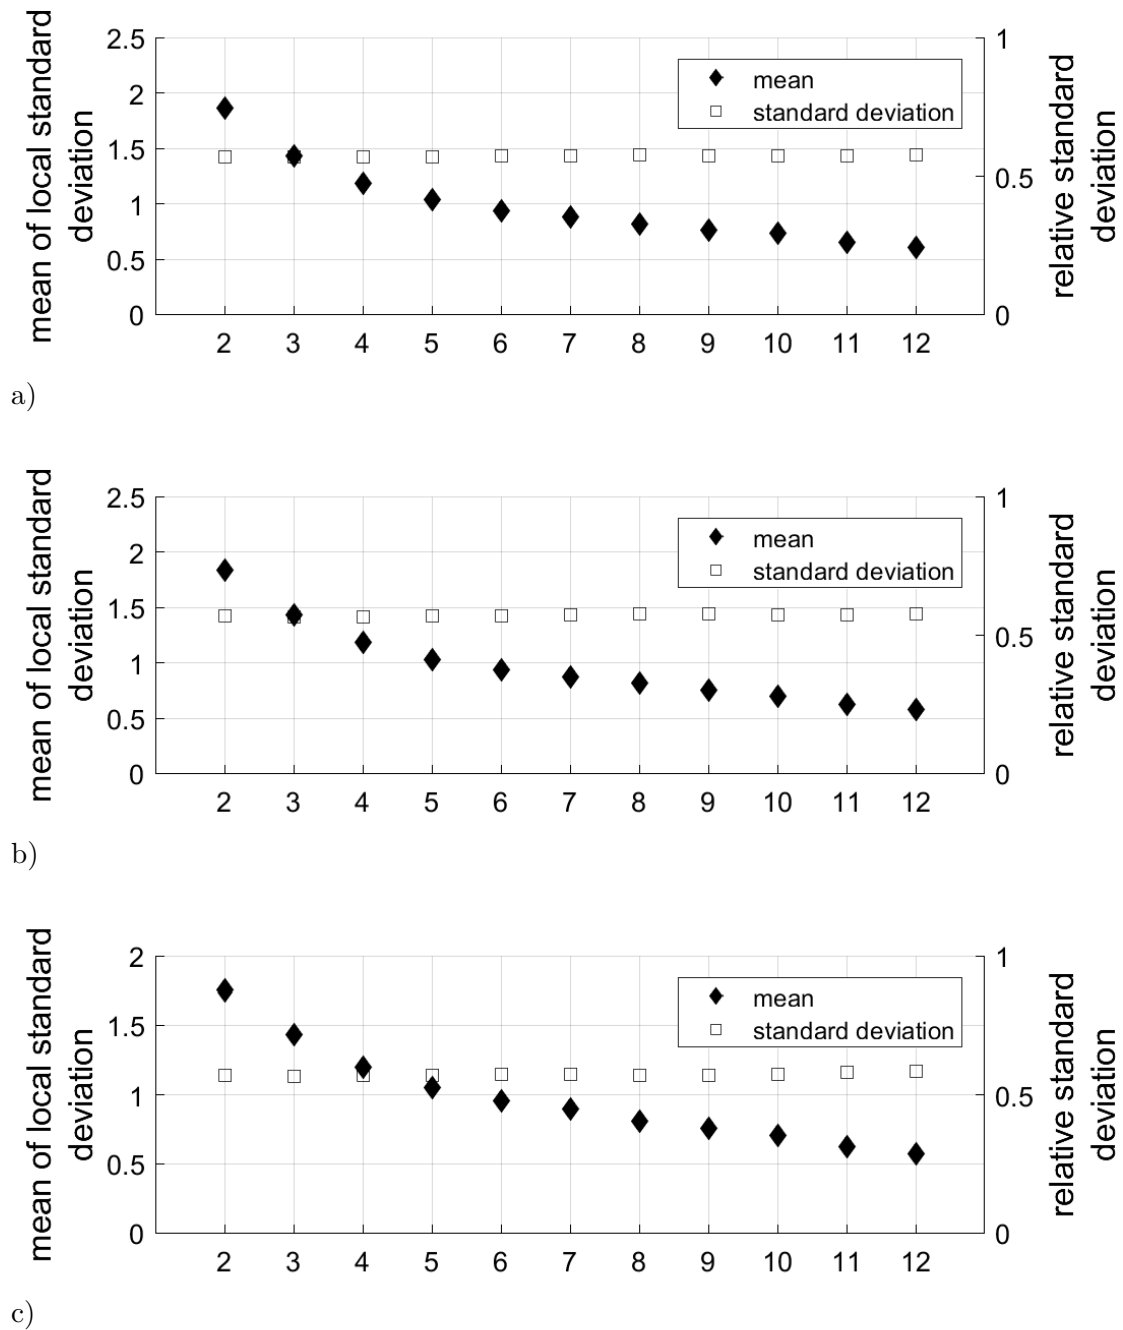 mean of local standard
deviation
2.5
2
1.5
1
0.5
0
mean
standard deviation
1
0.5
0
relative standard
deviation
2 3 4 5 6 7 8 9 10 11 12
a)
mean of local standard
deviation
2.5
2
1.5
1
0.5
0
mean
standard deviation
1
0.5
0
relative standard
deviation
2 3 4 5 6 7 8 9 10 11 12
b)
mean of local standard
deviation
2
1.5
1
0.5
0
mean
standard deviation
1
0.5
0
relative standard
deviation
2 3 4 5 6 7 8 9 10 11 12
c)